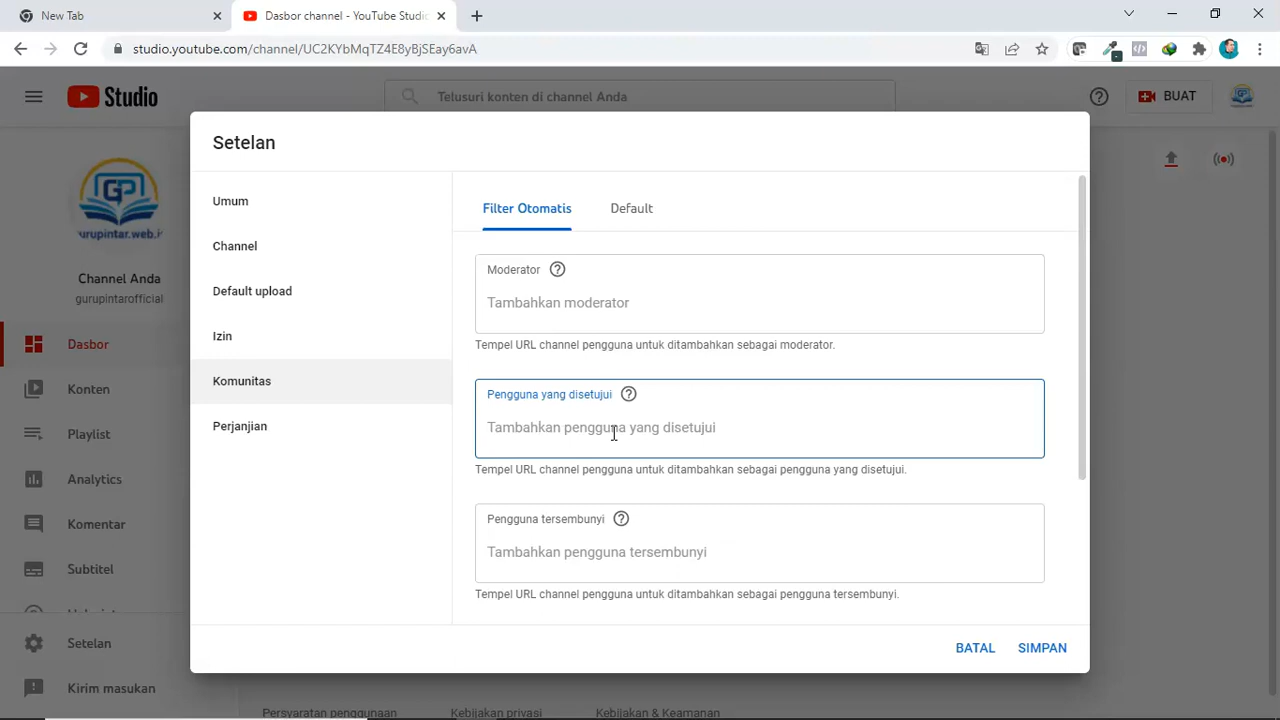 New Tab
Dasbor channel - YouTube Studio
studio.youtube.com/channel/UC2KYbMqTZ4E8yBjSEay6avA
Studio
Telusuri konten di channel Anda
BUAT
GP
urupintar.web.i
Channel Anda
gurupintarofficial
Dasbor
Konten
Playlist
Analytics
Komentar
Subtitel
Setelan
Kirim masukan
Setelan
Umum
Channel
Default upload
Izin
Komunitas
Perjanjian
Filter Otomatis
Default
Moderator
Tambahkan moderator
Tempel URL channel pengguna untuk ditambahkan sebagai moderator.
Pengguna yang disetujui
Tambahkan pengguna yang disetujui
Tempel URL channel pengguna untuk ditambahkan sebagai pengguna yang disetujui.
Pengguna tersembunyi
Tambahkan pengguna tersembunyi
Tempel URL channel pengguna untuk ditambahkan sebagai pengguna tersembunyi.
BATAL
SIMPAN
Persyaratan penggunaan
Kebijakan privasi
Kebijakan & Keamanan